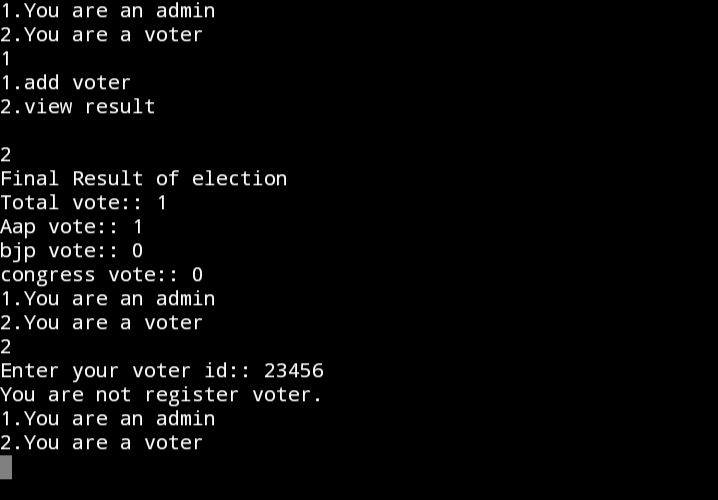 1.You are an admin
2.You are a voter
1
1.add voter
2.view result
2
Final Result of election
Total vote:: 1
Aap vote:: 1
bjp vote:: 0
congress vote:: 0
1.You are an admin
2.You are a voter
2
Enter your voter id:: 23456
You are not register voter.
1.You are an admin
2.You are a voter